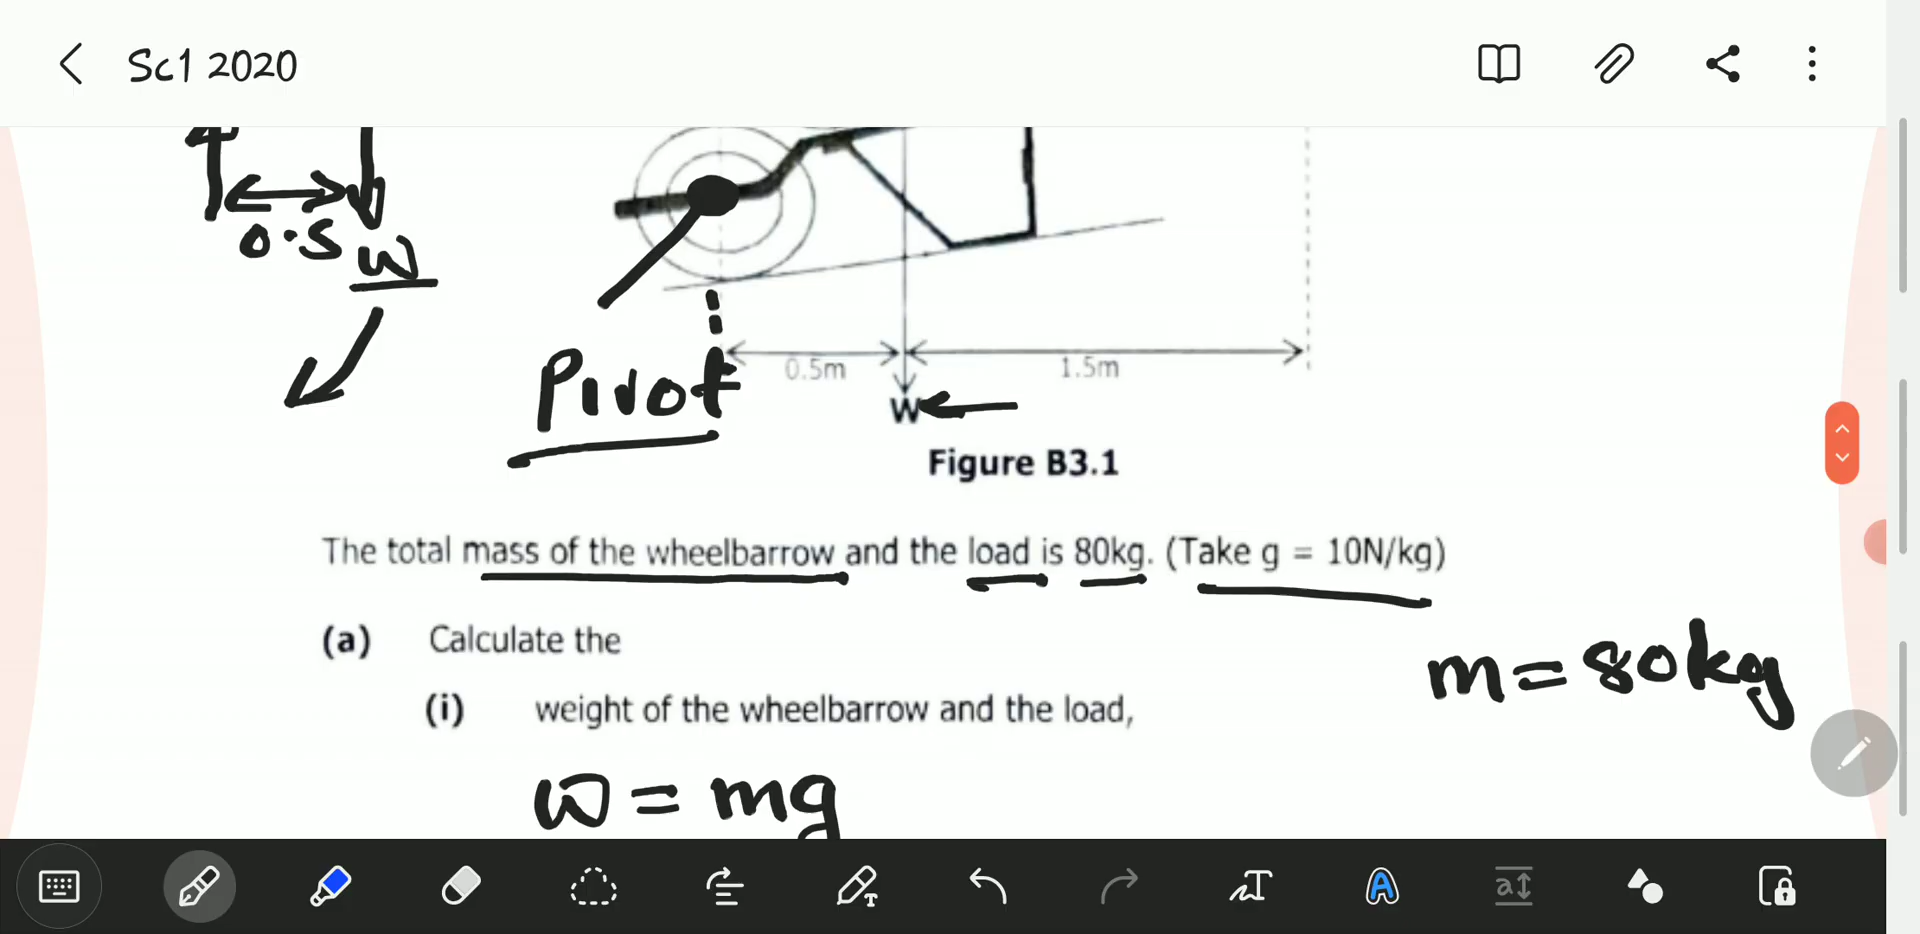 Sc1 2020
0.5
W
0.5m
1.5m
Pivot
W
Figure B3.1
The total mass of the wheelbarrow and the load is 80kg. (Take g = 10N/kg)
m = 80kg
(a) Calculate the
(i) weight of the wheelbarrow and the load,
W = mg